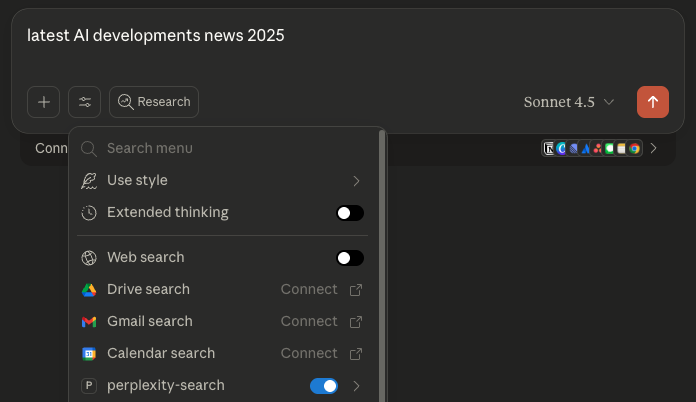 latest AI developments news 2025
Research
Sonnet 4.5
Conn
Search menu
Use style
Extended thinking
Web search
Drive search Connect
Gmail search Connect
Calendar search Connect
P perplexity-search